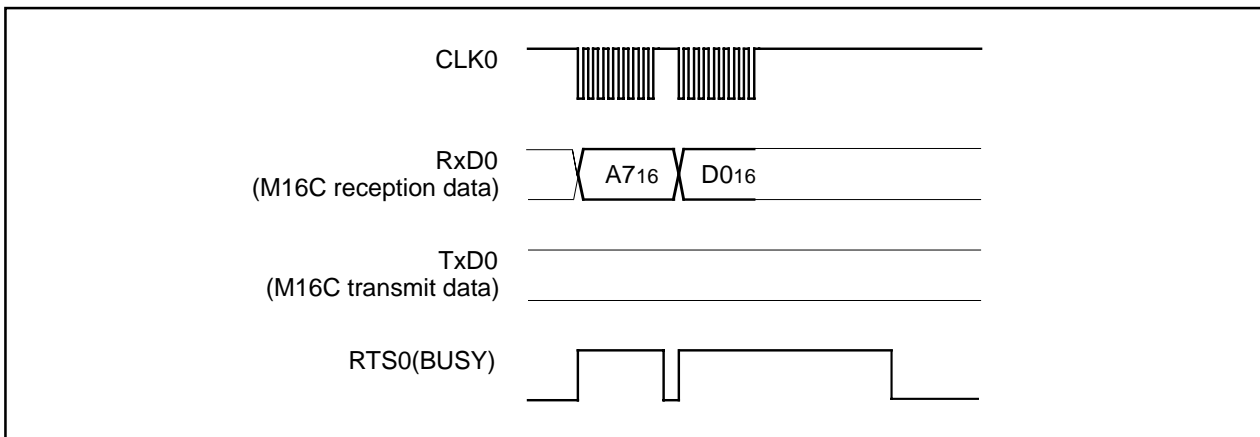 CLK0
RxD0
(M16C reception data)
A716
D016
TxD0
(M16C transmit data)
RTS0(BUSY)